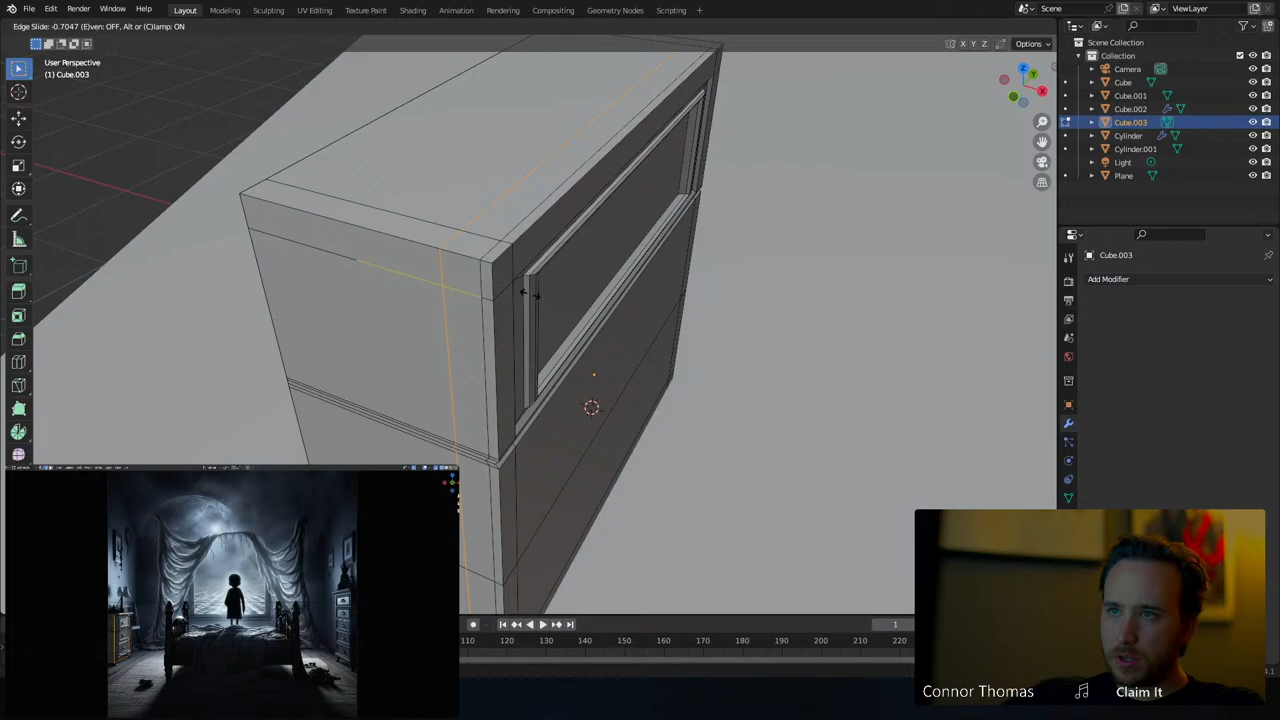 File Edit Render Window Help Layout Modeling Sculpting UV Editing Texture Paint Shading Animation Rendering Compositing Geometry Nodes Scripting
Scene ViewLayer
Edge Slide: -0.7047 (E)ven: OFF, Alt or (C)lamp: ON
X Y Z Options
User Perspective
(1) Cube.003
Z
Y
X
Scene Collection
Collection
Camera
Cube
Cube.001
Cube.002
Cube.003
Cylinder
Cylinder.001
Light
Plane
Cube.003
Add Modifier
1
110 120 130 140 150 160 170 180 190 200 210 220
Connor Thomas Claim It